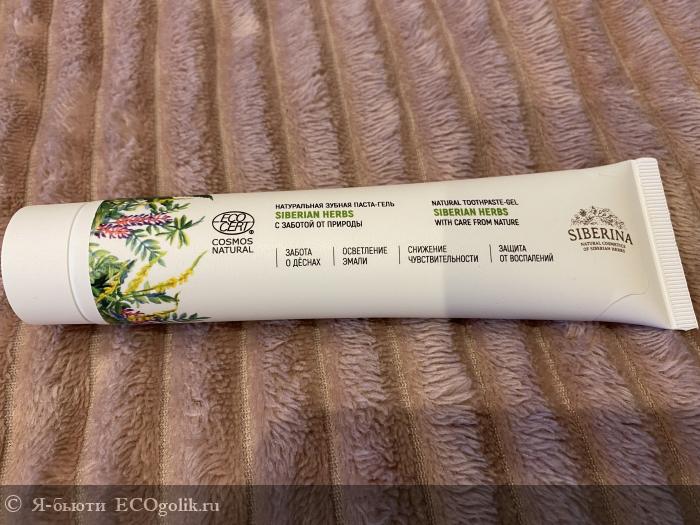 ECO
CERT
COSMOS
NATURAL
НАТУРАЛЬНАЯ ЗУБНАЯ ПАСТА-ГЕЛЬ
SIBERIAN HERBS
С ЗАБОТОЙ ОТ ПРИРОДЫ
NATURAL TOOTHPASTE-GEL
SIBERIAN HERBS
WITH CARE FROM NATURE
ЗАБОТА
О ДЁСНАХ
ОСВЕТЛЕНИЕ
ЭМАЛИ
СНИЖЕНИЕ
ЧУВСТВИТЕЛЬНОСТИ
ЗАЩИТА
ОТ ВОСПАЛЕНИЙ
SIBERINA
NATURAL COSMETICS
OF SIBERIAN HERBS
© Я-бьюти ECOgolik.ru